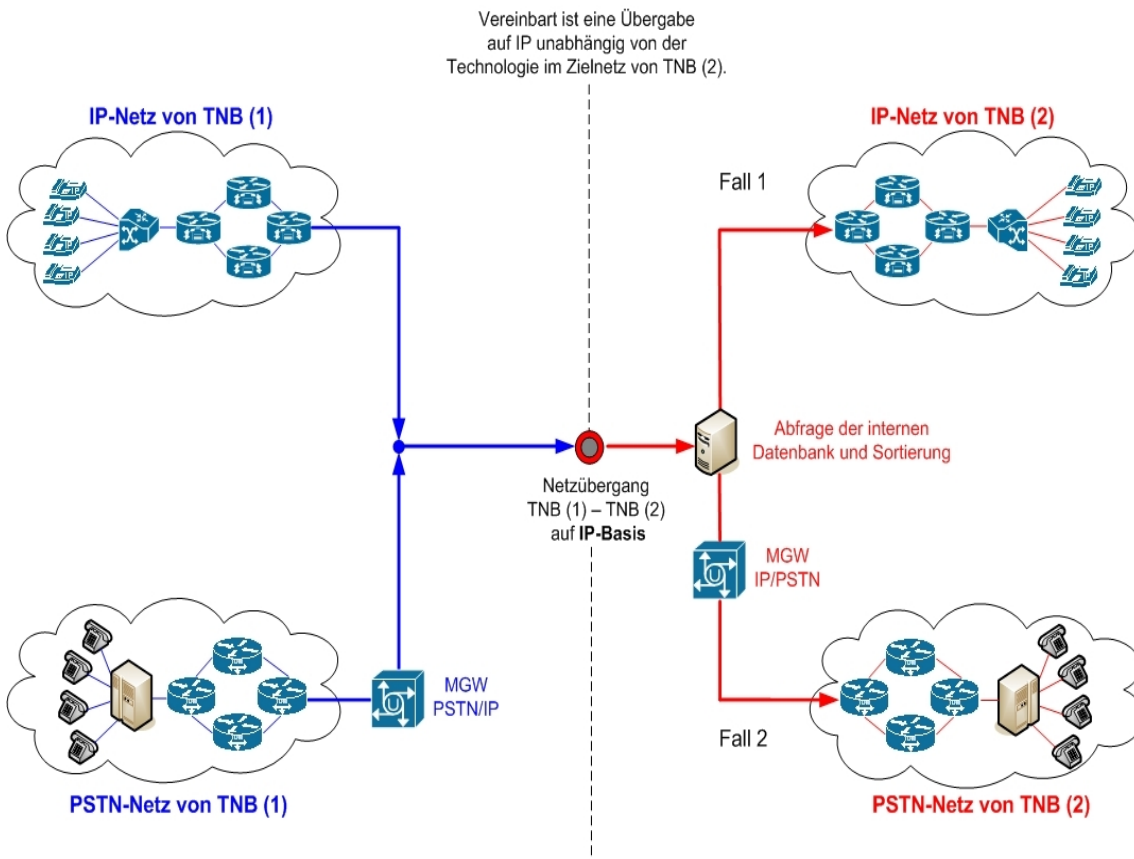 Vereinbart ist eine Übergabe
auf IP unabhängig von der
Technologie im Zielnetz von TNB (2).
IP-Netz von TNB (1)
IP-Netz von TNB (2)
Fall 1
Abfrage der internen
Datenbank und Sortierung
Netzübergang
TNB (1) – TNB (2)
auf IP-Basis
MGW
IP/PSTN
MGW
PSTN/IP
Fall 2
PSTN-Netz von TNB (1)
PSTN-Netz von TNB (2)